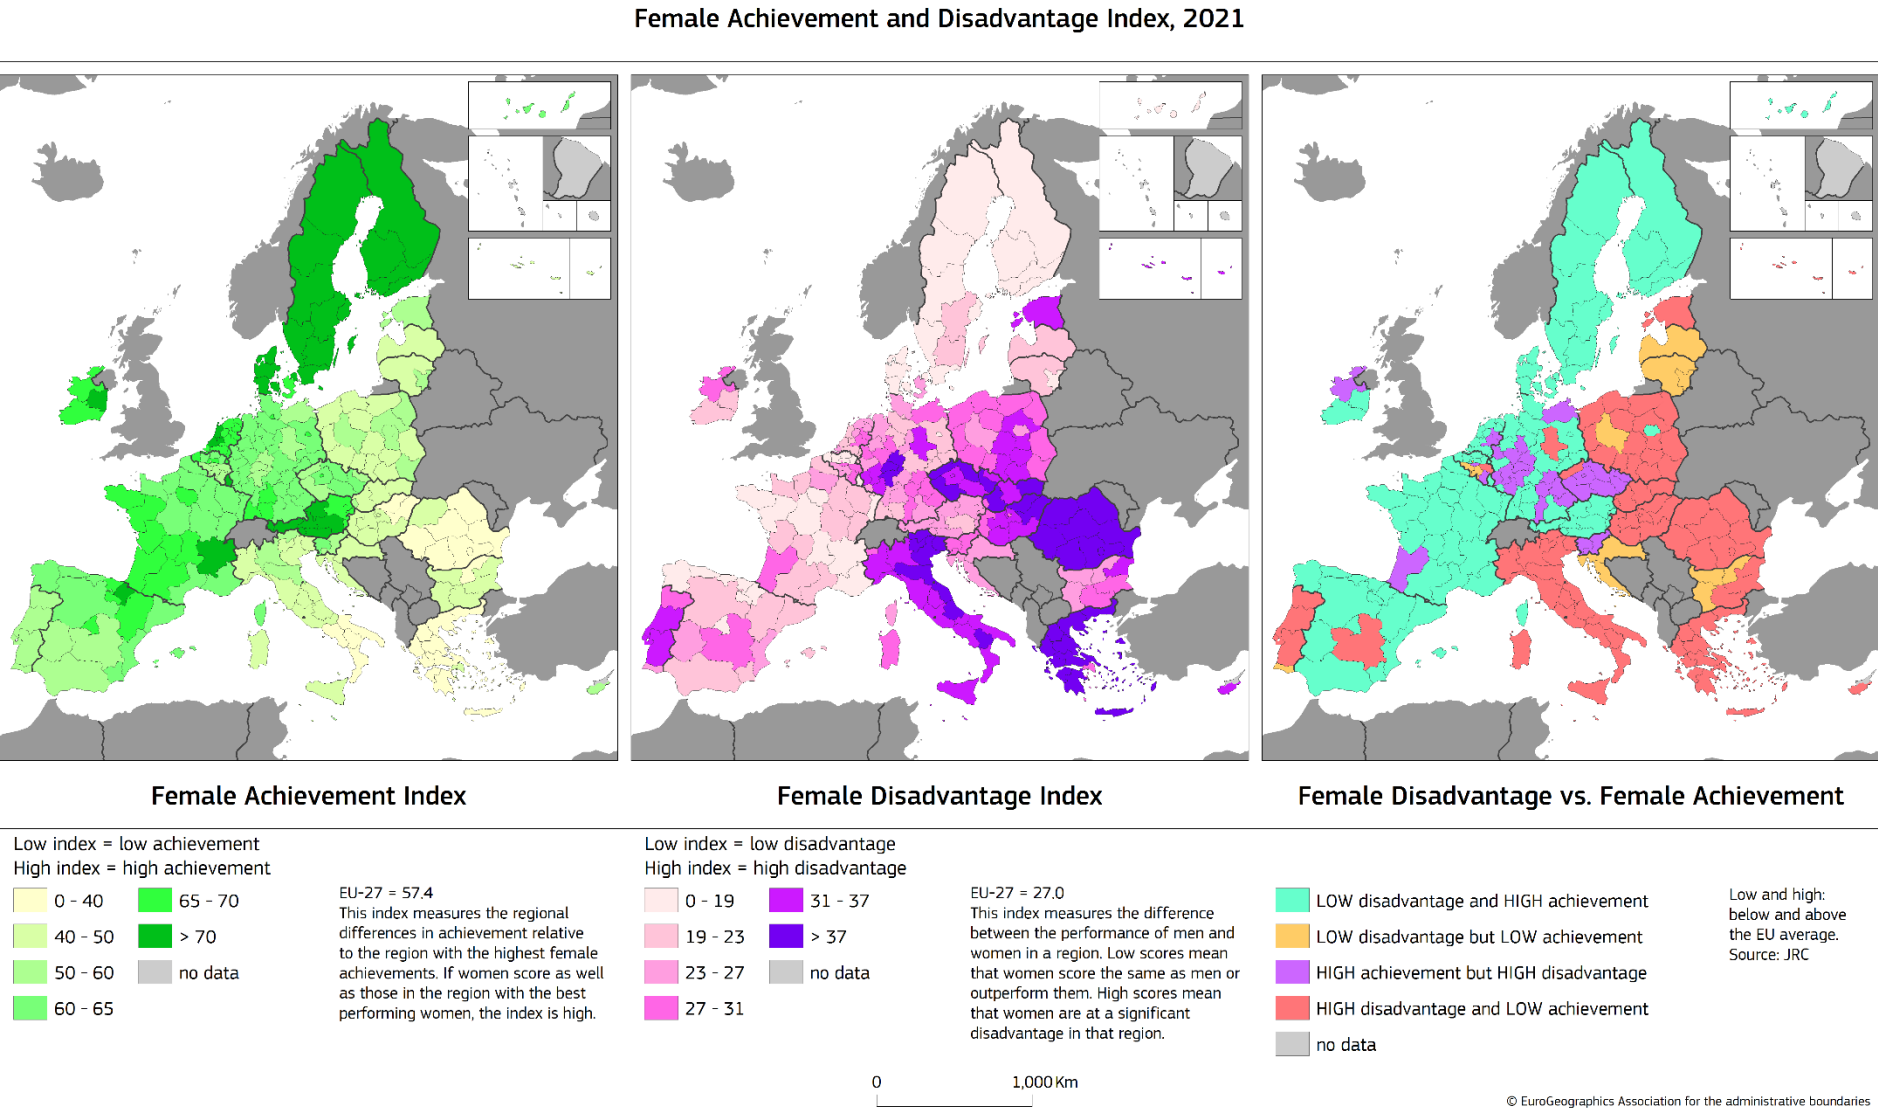 Female Achievement and Disadvantage Index, 2021
Female Achievement Index
Low index = low achievement
High index = high achievement
0 - 40
40 - 50
50 - 60
60 - 65
65 - 70
> 70
no data
EU-27 = 57.4
This index measures the regional
differences in achievement relative
to the region with the highest female
achievements. If women score as well
as those in the region with the best
performing women, the index is high.
Female Disadvantage Index
Low index = low disadvantage
High index = high disadvantage
0 - 19
19 - 23
23 - 27
27 - 31
31 - 37
> 37
no data
EU-27 = 27.0
This index measures the difference
between the performance of men and
women in a region. Low scores mean
that women score the same as men or
outperform them. High scores mean
that women are at a significant
disadvantage in that region.
Female Disadvantage vs. Female Achievement
LOW disadvantage and HIGH achievement
LOW disadvantage but LOW achievement
HIGH achievement but HIGH disadvantage
HIGH disadvantage and LOW achievement
no data
Low and high:
below and above
the EU average.
Source: JRC
0 1,000 Km
© EuroGeographics Association for the administrative boundaries